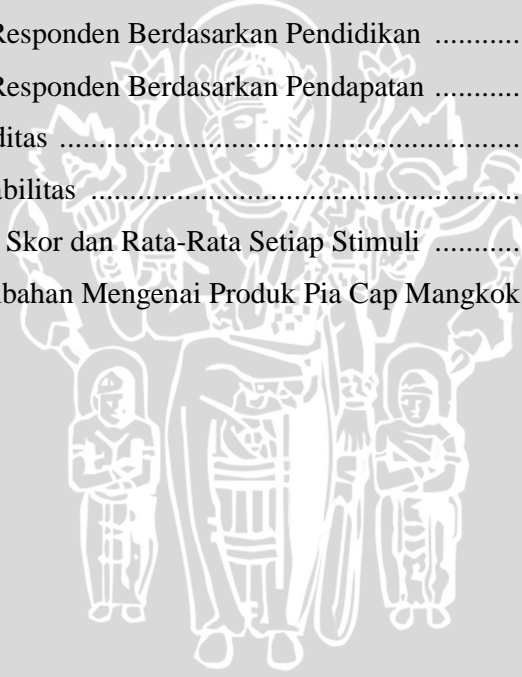 Responden Berdasarkan Pendidikan ...........
Responden Berdasarkan Pendapatan ...........
ditas ..........................................................
abilitas ......................................................
Skor dan Rata-Rata Setiap Stimuli ...........
bahan Mengenai Produk Pia Cap Mangkok